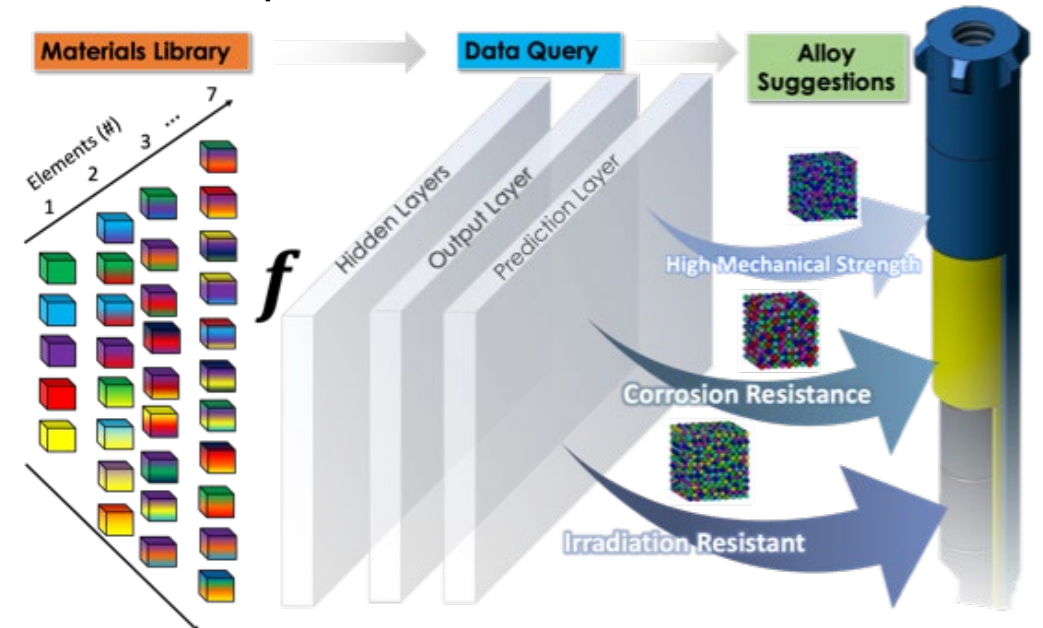 Materials Library
Data Query
Alloy
Suggestions
Elements (#)
1
2
3
...
7
f
Hidden Layers
Output Layer
Prediction Layer
High Mechanical Strength
Corrosion Resistance
Irradiation Resistant